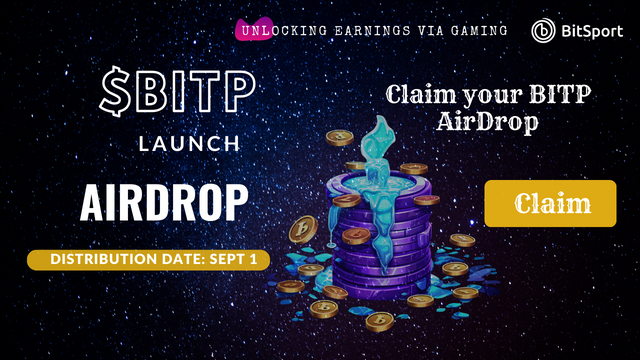 UNLOCKING EARNINGS VIA GAMING
BitSport
$BITP
LAUNCH
AIRDROP
DISTRIBUTION DATE: SEPT 1
Claim your BITP
AirDrop
Claim